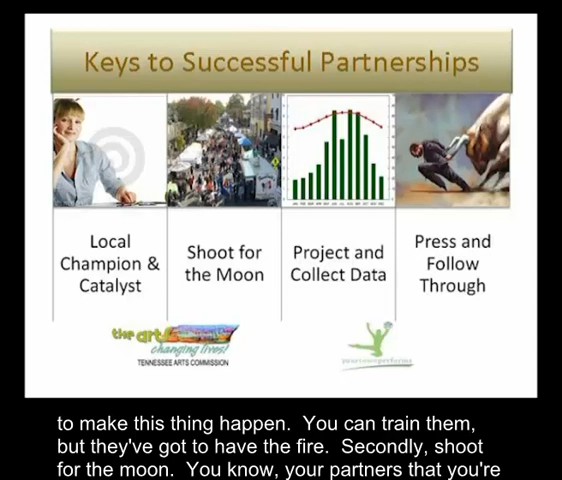 Keys to Successful Partnerships
Local
Champion &
Catalyst
Shoot for
the Moon
Project and
Collect Data
Press and
Follow
Through
the arts
changing lives!
TENNESSEE ARTS COMMISSION
to make this thing happen.  You can train them,
but they've got to have the fire.  Secondly, shoot
for the moon.  You know, your partners that you're